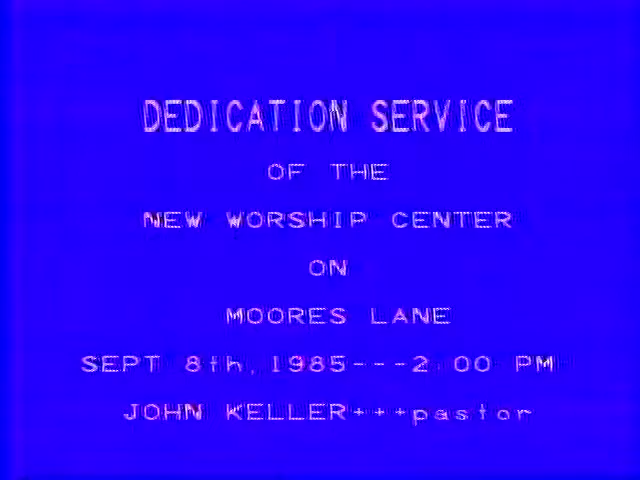 DEDICATION SERVICE
OF THE
NEW WORSHIP CENTER
ON
MOORES LANE
SEPT 8th, 1985---2:00 PM
JOHN KELLER+++pastor